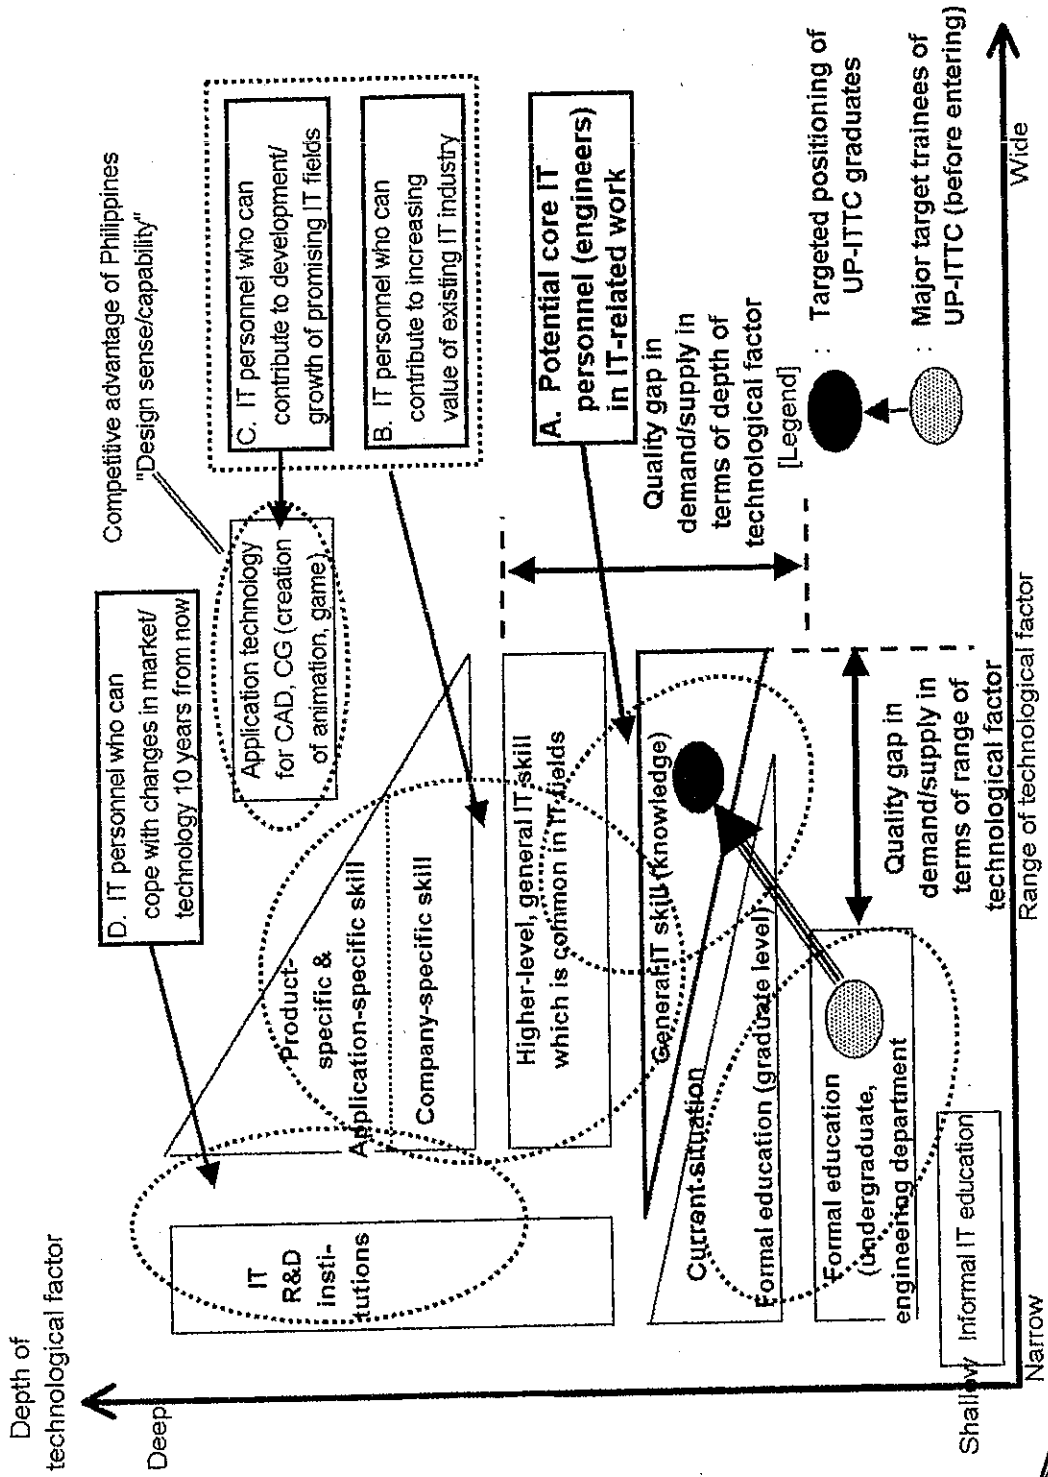 Depth of
technological factor
Deep
Shallow
Narrow
Wide
Range of technological factor
Competitive advantage of Philippines
"Design sense/capability"
D. IT personnel who can
cope with changes in market/
technology 10 years from now
C. IT personnel who can
contribute to development/
growth of promising IT fields
B. IT personnel who can
contribute to increasing
value of existing IT industry
A. Potential core IT
personnel (engineers)
in IT-related work
Application technology
for CAD, CG (creation
of animation, game)
IT
R&D
insti-
tutions
Product-
specific &
Application-specific skill
Company-specific skill
Higher-level, general IT skill
which is common in IT fields
General IT skill (knowledge)
Current situation
Formal education (graduate level)
Formal education
(undergraduate,
engineering department
Informal IT education
Quality gap in
demand/supply in
terms of depth of
technological factor
Quality gap in
demand/supply in
terms of range of
technological factor
[Legend]
: Targeted positioning of
UP-ITTC graduates
: Major target trainees of
UP-ITTC (before entering)